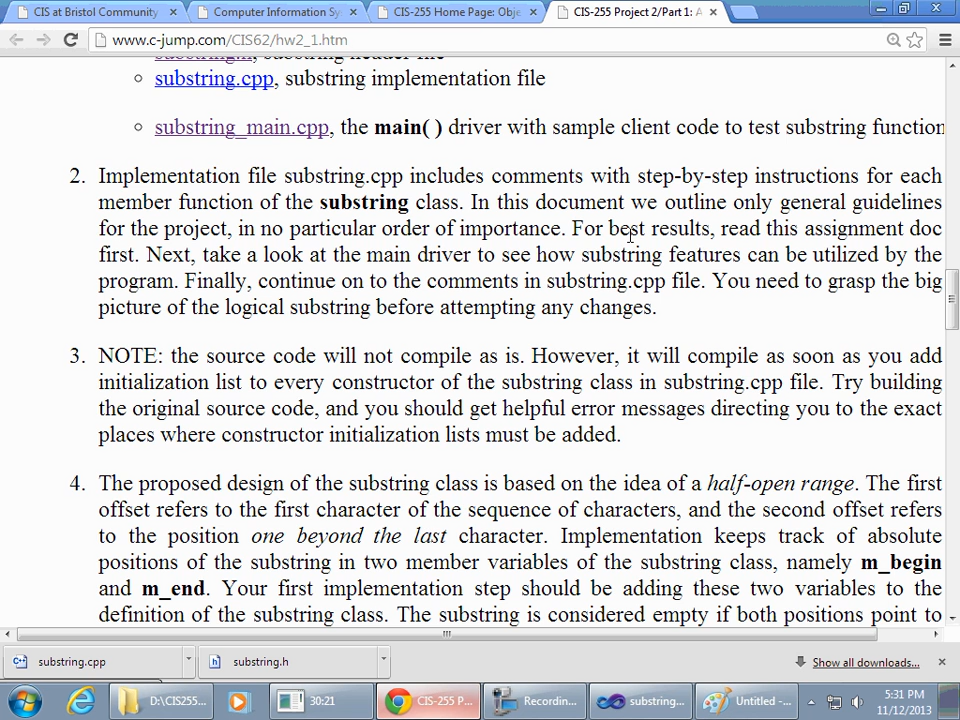 CIS at Bristol Community
Computer Information Sy
CIS-255 Home Page: Obje
CIS-255 Project 2/Part 1: A
www.c-jump.com/CIS62/hw2_1.htm
substring.h, substring header file
substring.cpp, substring implementation file
substring_main.cpp, the main( ) driver with sample client code to test substring function
2. Implementation file substring.cpp includes comments with step-by-step instructions for each
member function of the substring class. In this document we outline only general guidelines
for the project, in no particular order of importance. For best results, read this assignment doc
first. Next, take a look at the main driver to see how substring features can be utilized by the
program. Finally, continue on to the comments in substring.cpp file. You need to grasp the big
picture of the logical substring before attempting any changes.
3. NOTE: the source code will not compile as is. However, it will compile as soon as you add
initialization list to every constructor of the substring class in substring.cpp file. Try building
the original source code, and you should get helpful error messages directing you to the exact
places where constructor initialization lists must be added.
4. The proposed design of the substring class is based on the idea of a half-open range. The first
offset refers to the first character of the sequence of characters, and the second offset refers
to the position one beyond the last character. Implementation keeps track of absolute
positions of the substring in two member variables of the substring class, namely m_begin
and m_end. Your first implementation step should be adding these two variables to the
definition of the substring class. The substring is considered empty if both positions point to
substring.cpp
substring.h
Show all downloads...
D:\CIS255...
30:21
CIS-255 P...
Recordin...
substring...
Untitled -...
5:31 PM
11/12/2013